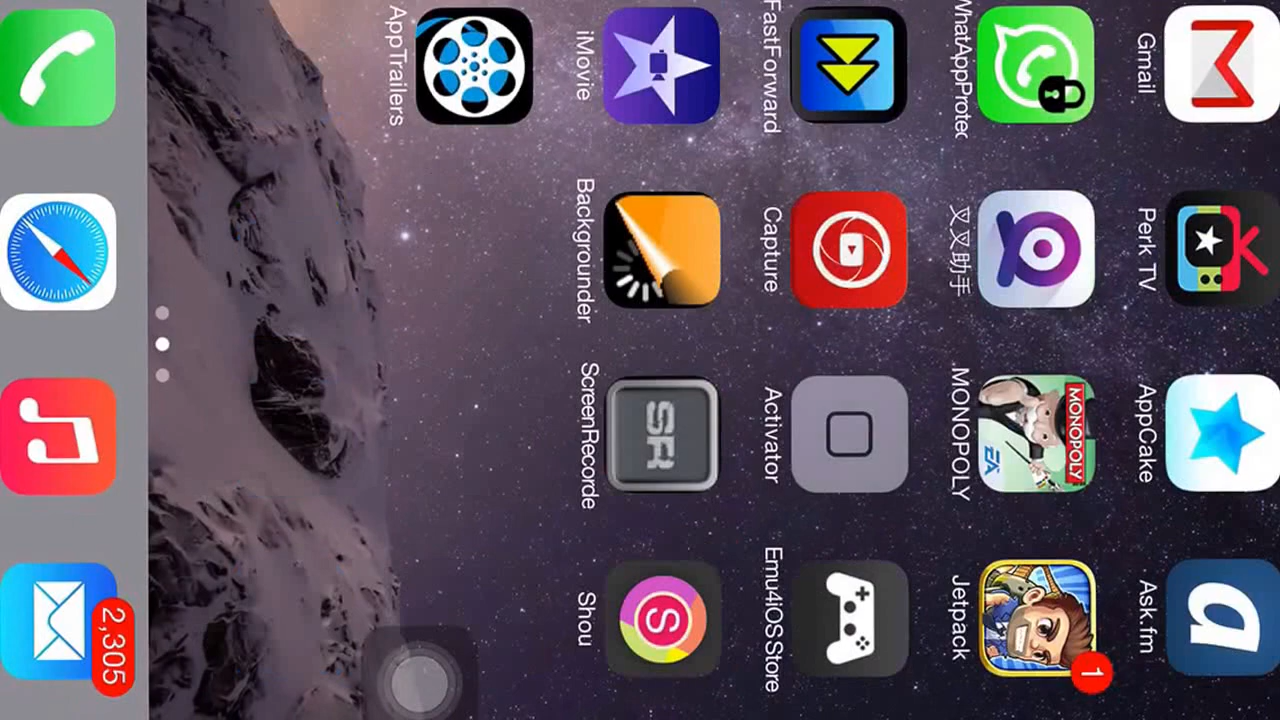 Gmail
Perk TV
AppCake
Ask.fm
WhatAppProtec
叉叉助手
MONOPOLY
MONOPOLY
EA
Jetpack
1
FastForward
Capture
Activator
Emu4iOSStore
iMovie
Backgrounder
SR
ScreenRecorde
S
Shou
AppTrailers
a
2,305